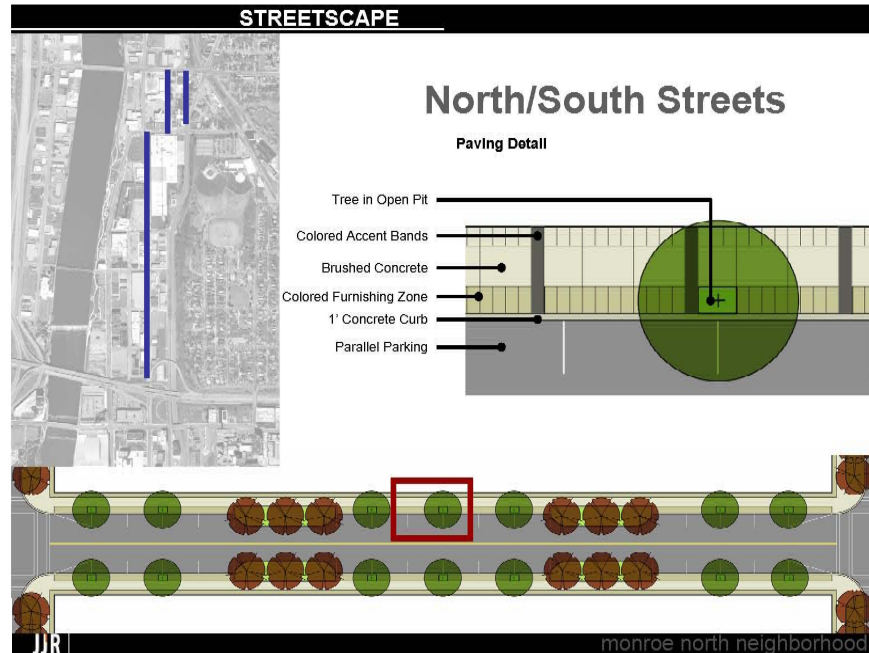 STREETSCAPE
North/South Streets
Paving Detail
Tree in Open Pit
Colored Accent Bands
Brushed Concrete
Colored Furnishing Zone
1' Concrete Curb
Parallel Parking
JJR
monroe north neighborhood